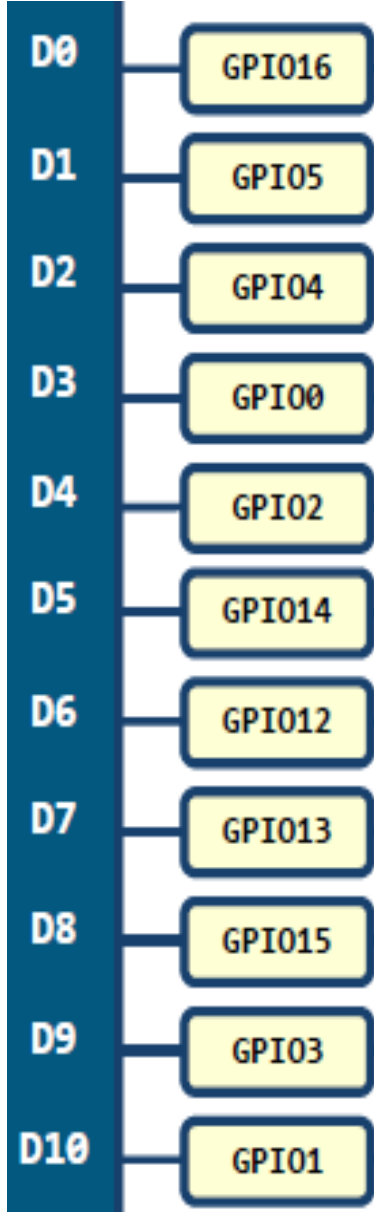 D0 GPIO16
D1 GPIO5
D2 GPIO4
D3 GPIO0
D4 GPIO2
D5 GPIO14
D6 GPIO12
D7 GPIO13
D8 GPIO15
D9 GPIO3
D10 GPIO1